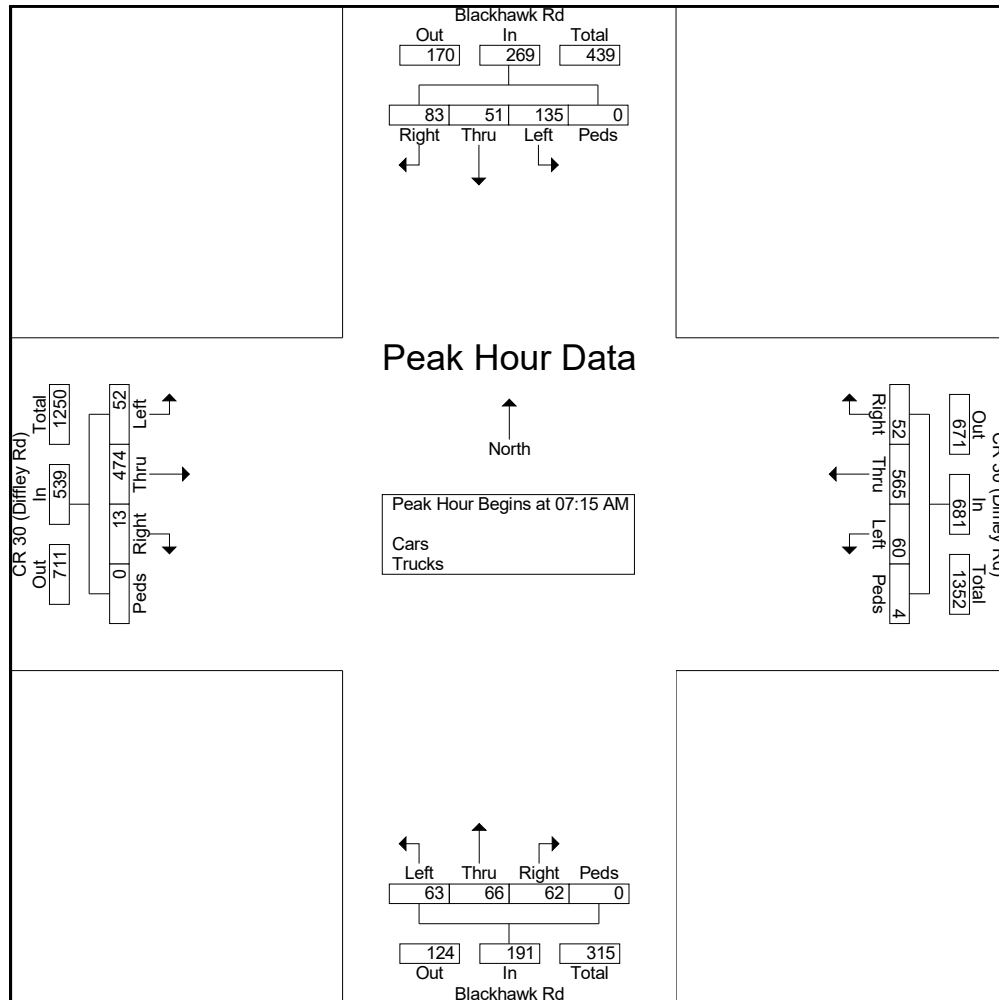 Blackhawk Rd
Out In Total
170 269 439
83 51 135 0
Right Thru Left Peds
Peak Hour Data
North
Peak Hour Begins at 07:15 AM
Cars
Trucks
CR 30 (Diffley Rd)
Out In Total
711 539 1250
52 474 13 0
Left Thru Right Peds
CR 30 (Diffley Rd)
Out In Total
671 681 1352
52 565 60 4
Right Thru Left Peds
Left Thru Right Peds
63 66 62 0
124 191 315
Out In Total
Blackhawk Rd